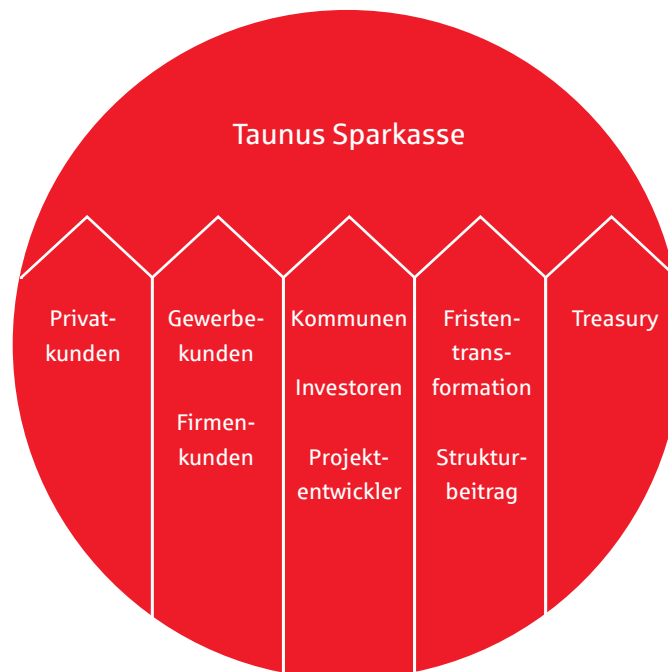 Taunus Sparkasse
Privat-
kunden
Gewerbe-
kunden
Firmen-
kunden
Kommunen
Investoren
Projekt-
entwickler
Fristen-
trans-
formation
Struktur-
beitrag
Treasury